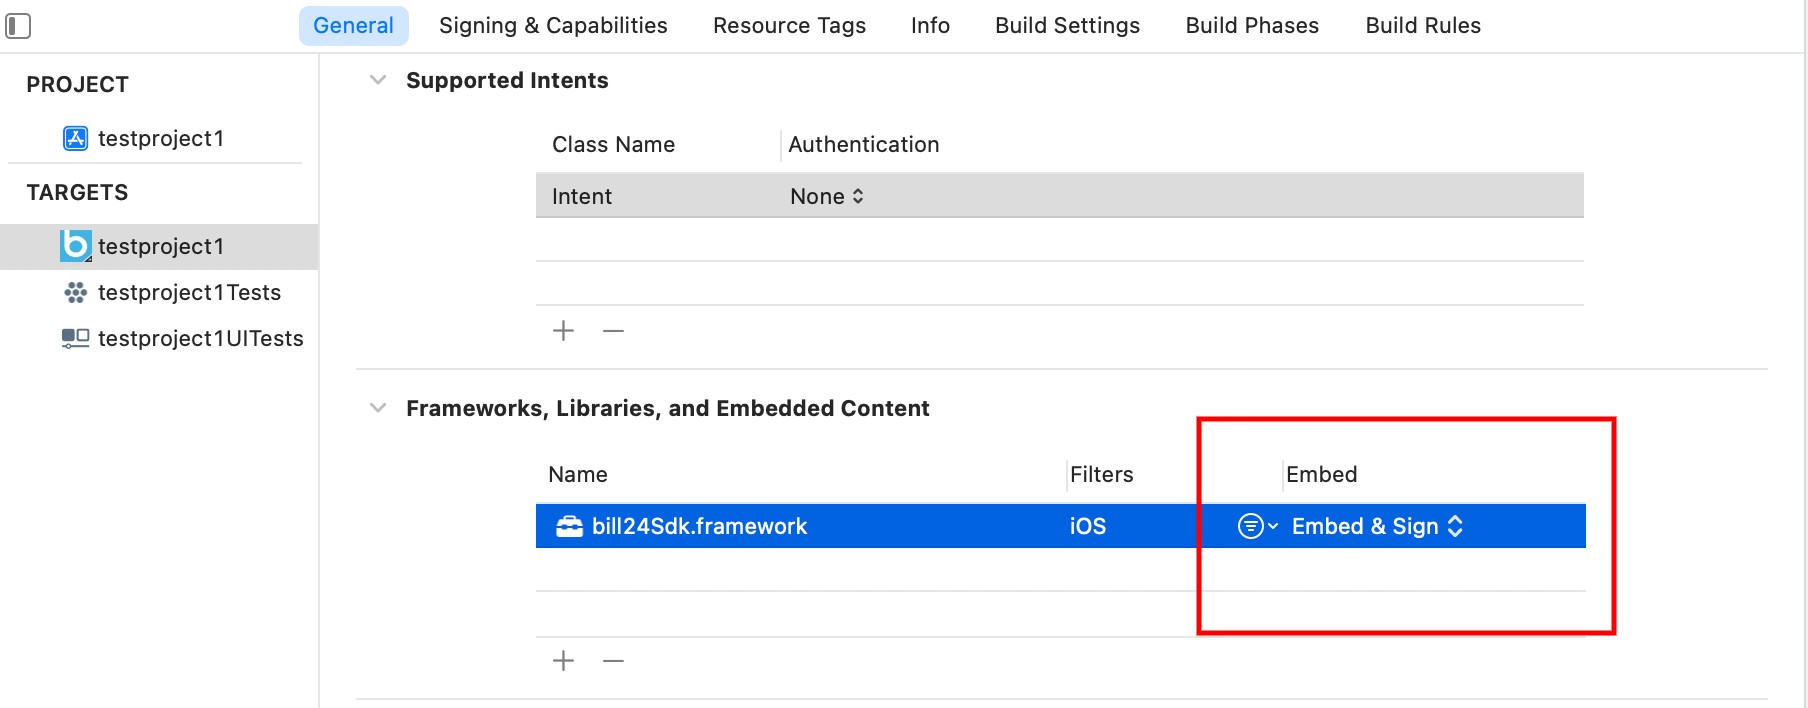 General Signing & Capabilities Resource Tags Info Build Settings Build Phases Build Rules
PROJECT
testproject1
TARGETS
testproject1
testproject1Tests
testproject1UITests
Supported Intents
Class Name Authentication
Intent None
Frameworks, Libraries, and Embedded Content
Name Filters Embed
bill24Sdk.framework iOS Embed & Sign